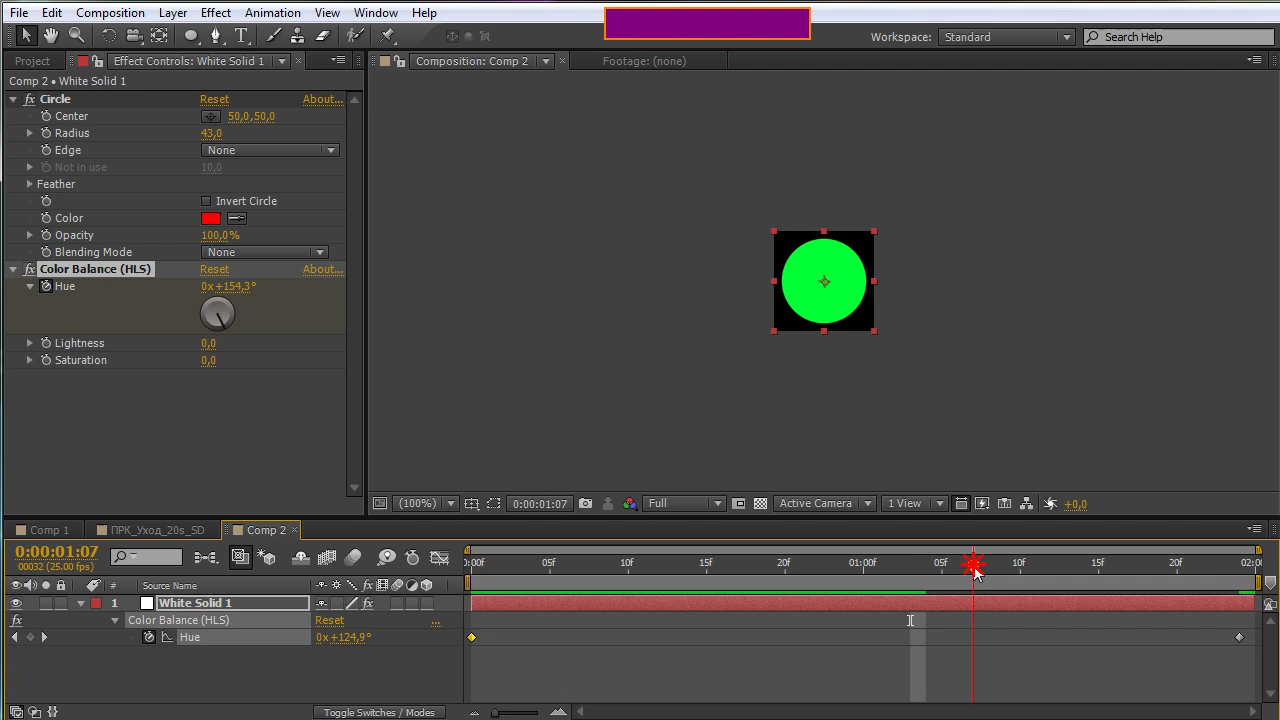 File Edit Composition Layer Effect Animation View Window Help
Workspace: Standard Search Help
Project Effect Controls: White Solid 1 Composition: Comp 2 Footage: (none)
Comp 2 • White Solid 1
fx Circle Reset About...
Center 50,0,50,0
Radius 43,0
Edge None
Not in use 10,0
Feather
Invert Circle
Color
Opacity 100,0%
Blending Mode None
fx Color Balance (HLS) Reset About...
Hue 0x+154,3°
Lightness 0,0
Saturation 0,0
(100%) 0:00:01:07 Full Active Camera 1 View +0,0
Comp 1 ПРК_Уход_20s_SD Comp 2
0:00:01:07
00032 (25.00 fps)
0:00f 05f 10f 15f 20f 01:00f 05f 10f 15f 20f 02:0
# Source Name fx
1 White Solid 1 fx
fx Color Balance (HLS) Reset ...
Hue 0x+124,9°
Toggle Switches / Modes